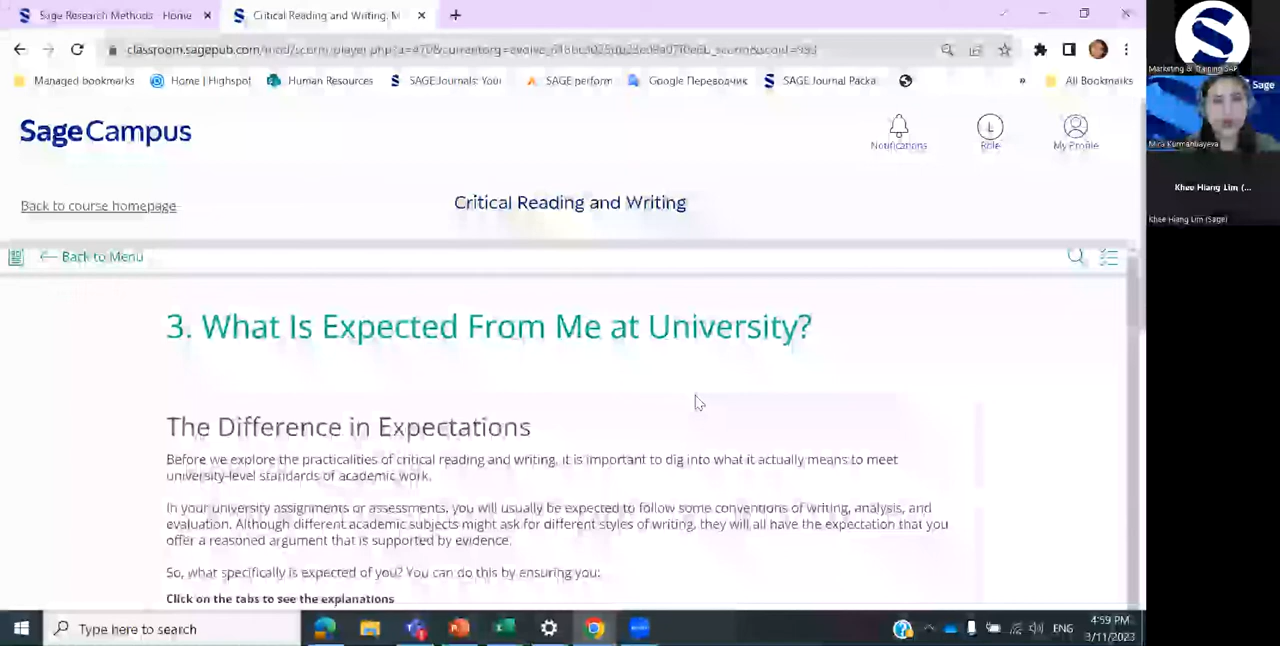 Sage Research Methods : Home
Critical Reading and Writing, M
Managed bookmarks
Home | Highspot
Human Resources
SAGE Journ
SAGE perform
Google Переводчик
SAGE Journal Packa
All Bookmarks
Sage Campus
L
Notifications
Role
My Profile
Back to course homepage
Critical Reading and Writing
Back to Menu
3. What Is Expected From Me at University?
The Difference in Expectations
Before we explore the practicalities of critical reading and writing, it is important to dig into what it actually means to meet
university-level standards of academic work.
In your university assignments or assessments, you will usually be expected to follow some conventions of writing, analysis, and
evaluation. Although different academic subjects might ask for different styles of writing, they will all have the expectation that you
offer a reasoned argument that is supported by evidence.
So, what specifically is expected of you? You can do this by ensuring you:
Click on the tabs to see the explanations
Type here to search
ENG
4:59 PM
3/11/2023
Marketing & Training SAP
Sage
Mira Kurmanbayeva
Khee Hiang Lim (...
Khee Hiang Lim (Sage)